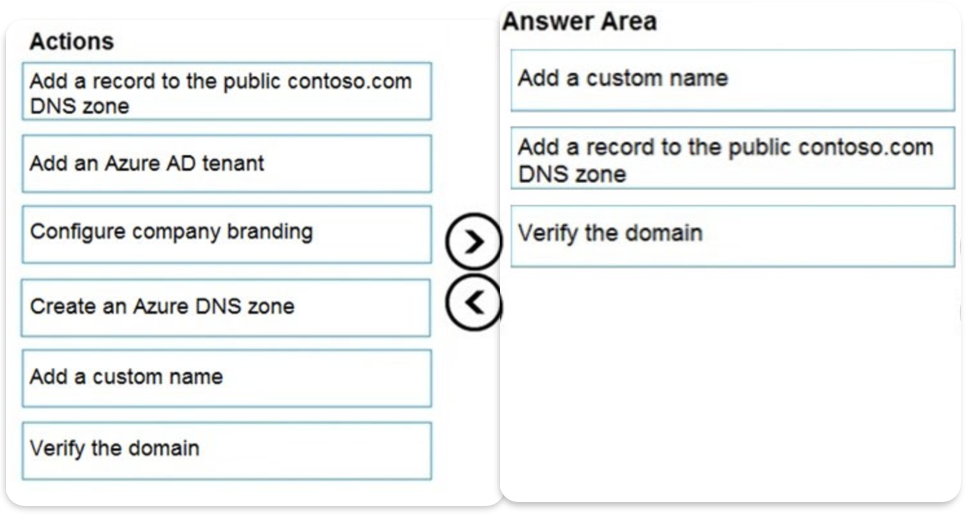 Actions
Add a record to the public contoso.com
DNS zone
Add an Azure AD tenant
Configure company branding
Create an Azure DNS zone
Add a custom name
Verify the domain
Answer Area
Add a custom name
Add a record to the public contoso.com
DNS zone
Verify the domain